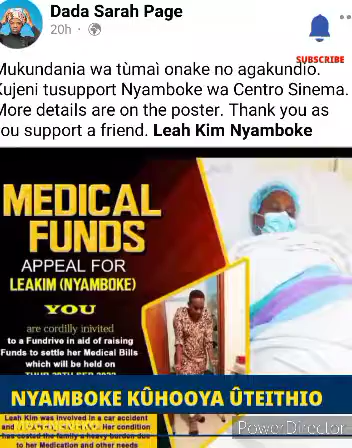 Dada Sarah Page
20h
SUBSCRIBE
Mukundania wa tùmaì onake no agakundio.
Kujeni tusupport Nyamboke wa Centro Sinema.
More details are on the poster. Thank you as
you support a friend. Leah Kim Nyamboke
MEDICAL
FUNDS
APPEAL FOR
LEAKIM (NYAMBOKE)
YOU
are cordilly inivited
to a Fundrive in aid of raising
Funds to settle her Medical Bills
which will be held on
NYAMBOKE KÛHOOYA ÛTEITHIO
Leah Kim was involved in a car accident
and
Her condition
has costed the family a heavy burden due
to her Medication and other needs
PowerDirector